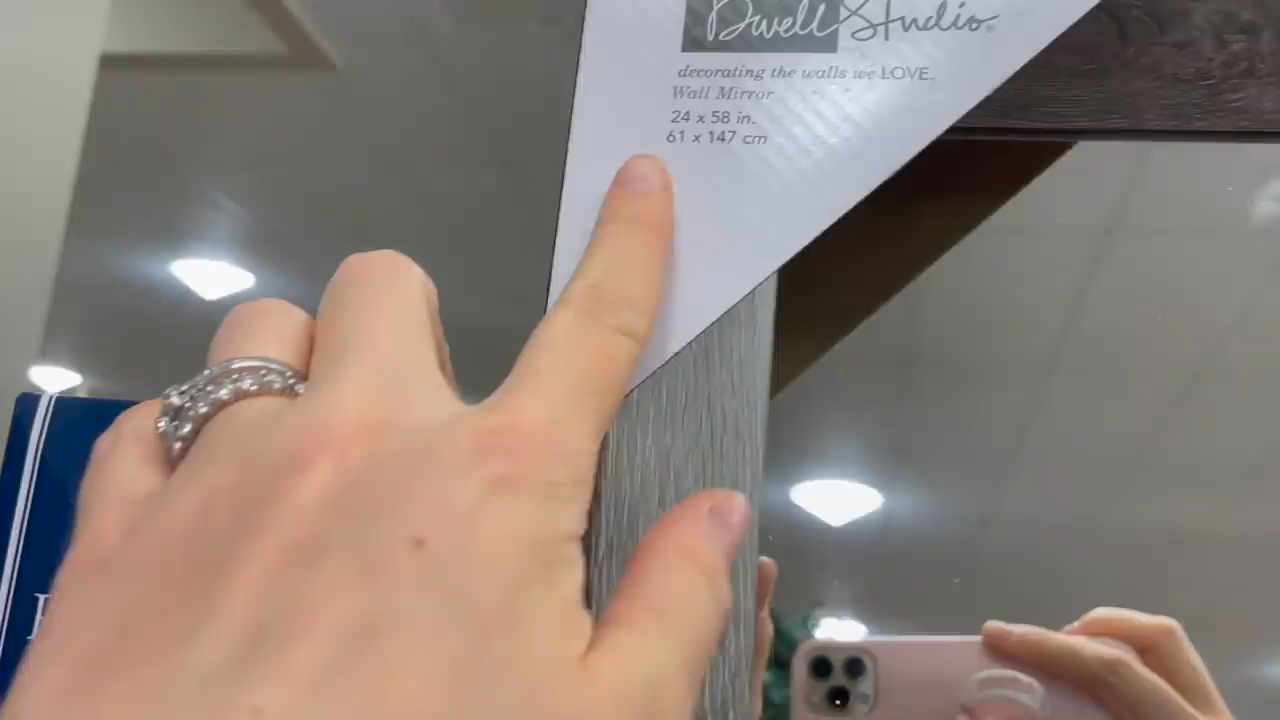 Dwell Studio®
decorating the walls we LOVE.
Wall Mirror
24 x 58 in.
61 x 147 cm